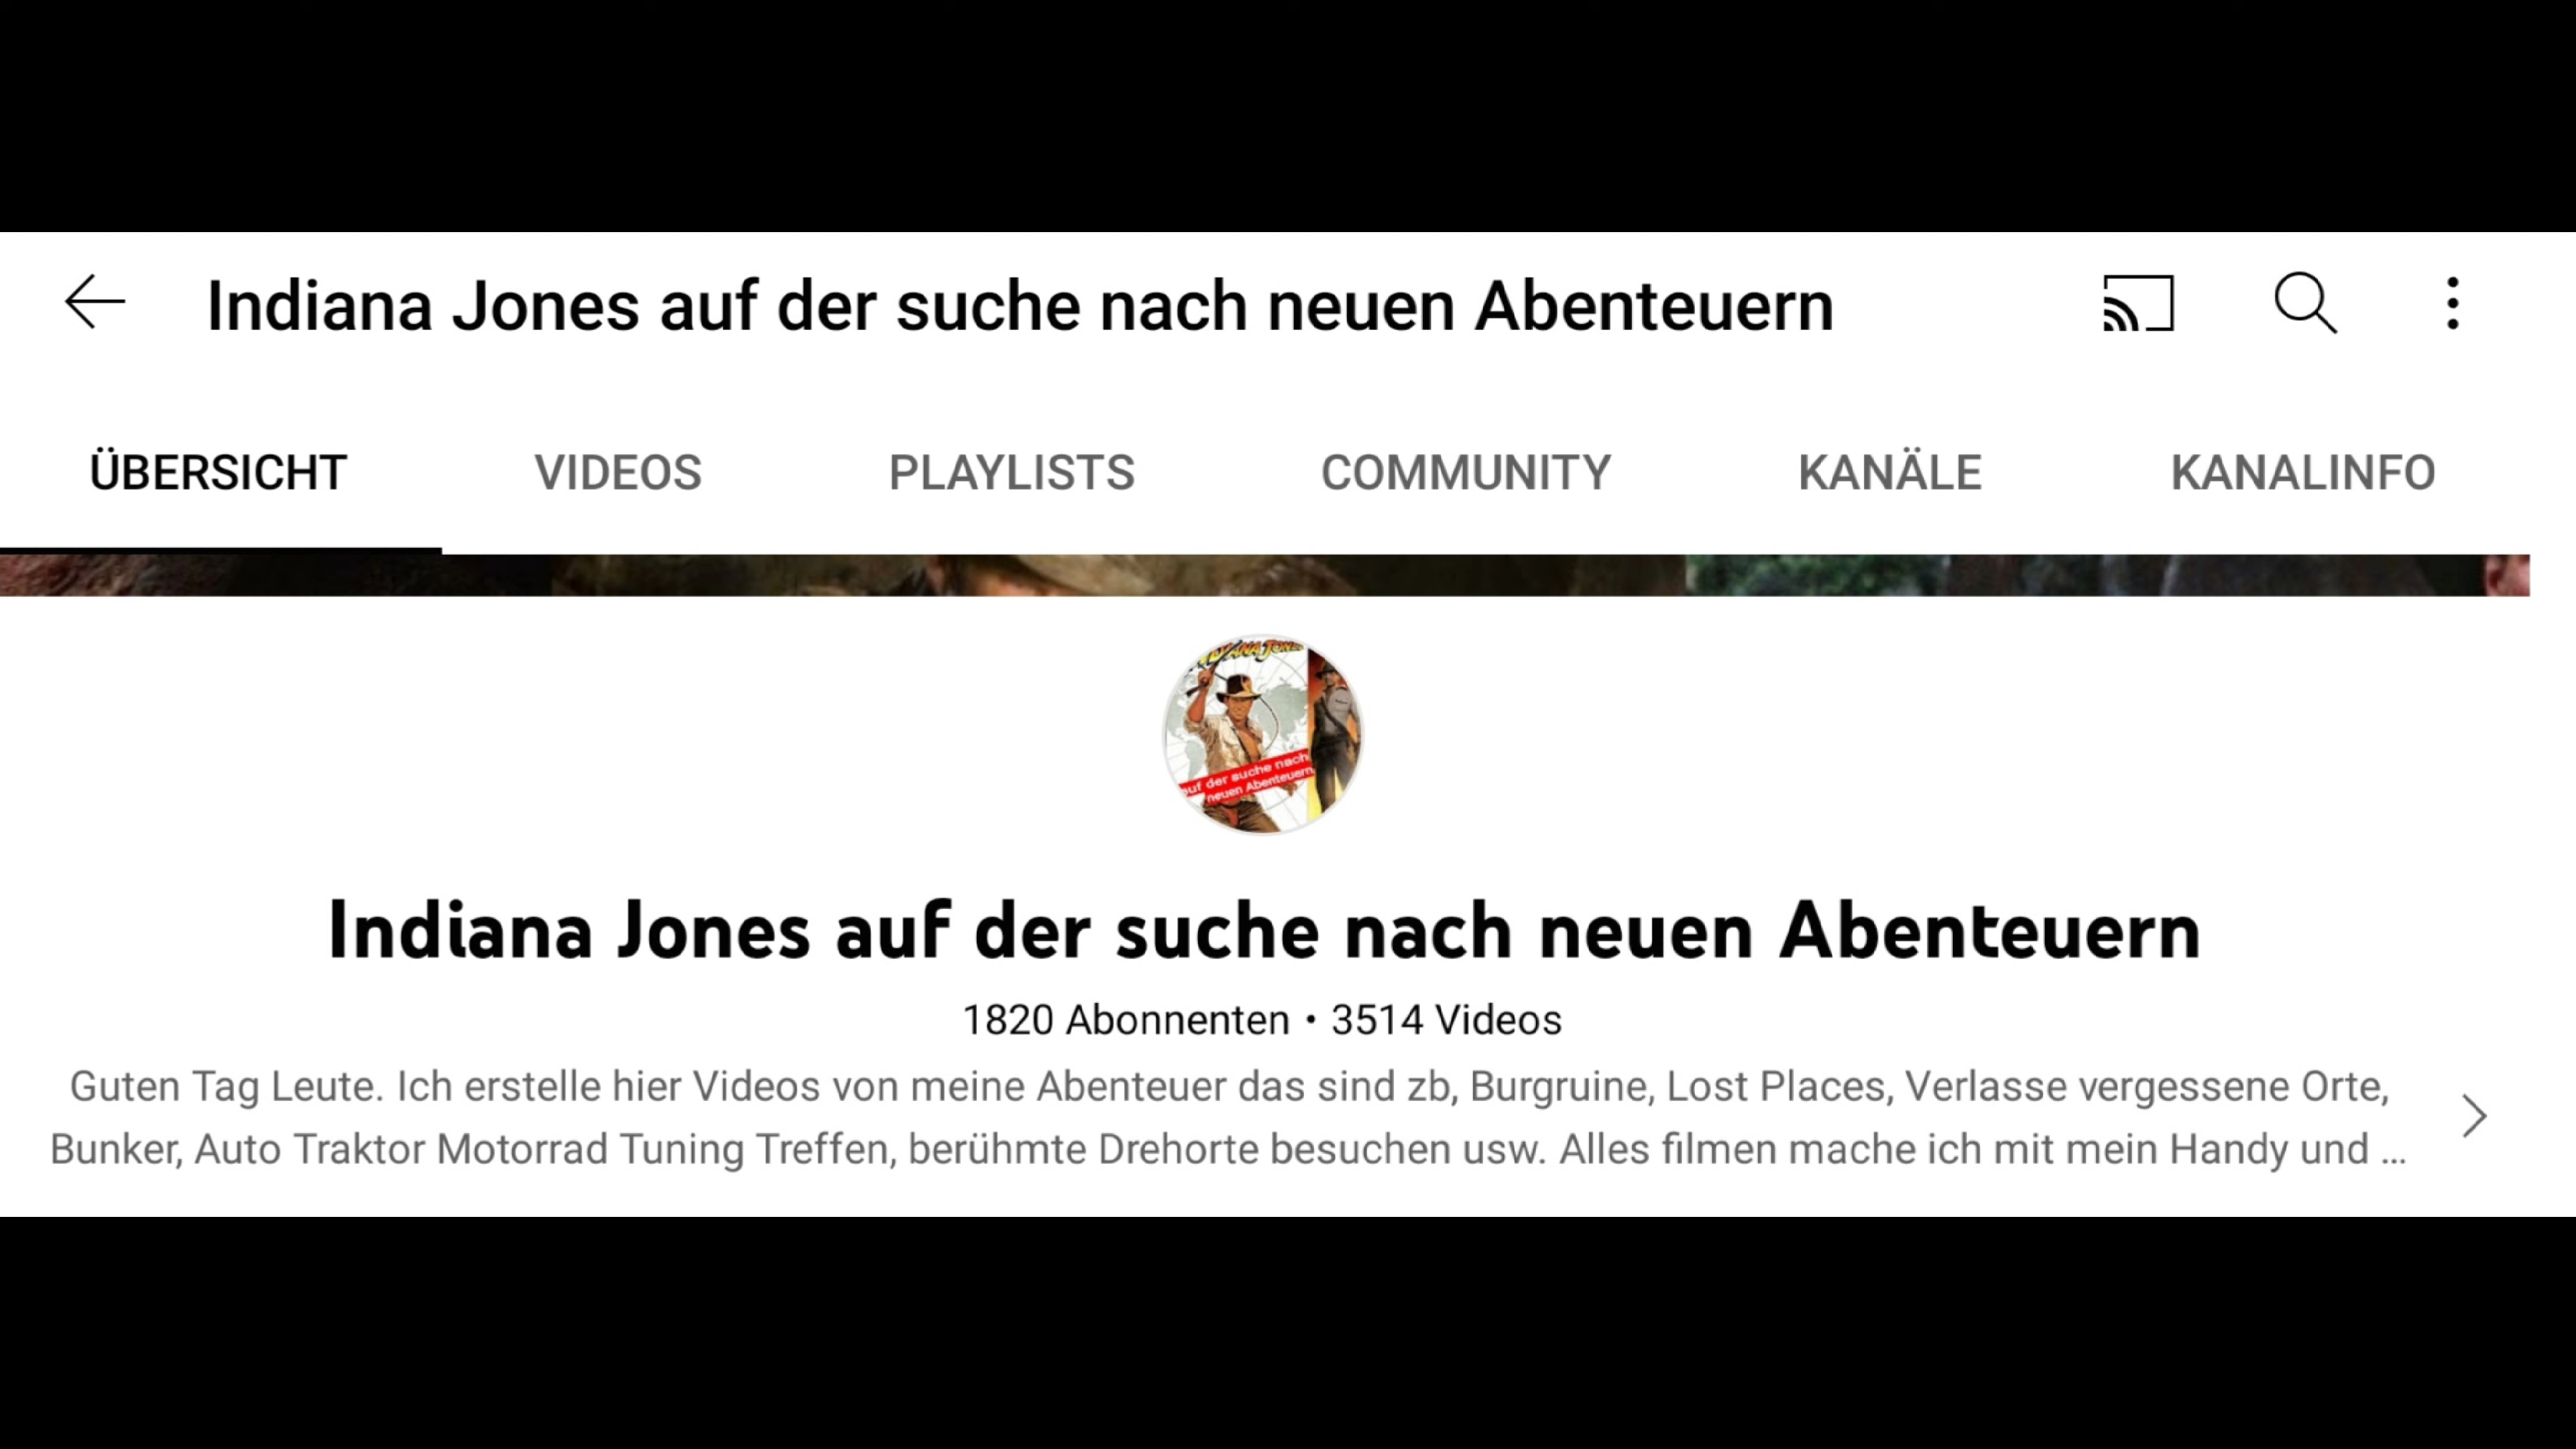 Indiana Jones auf der suche nach neuen Abenteuern
ÜBERSICHT VIDEOS PLAYLISTS COMMUNITY KANÄLE KANALINFO
INDIANA JONES
auf der suche nach
neuen Abenteuern
Indiana Jones auf der suche nach neuen Abenteuern
1820 Abonnenten • 3514 Videos
Guten Tag Leute. Ich erstelle hier Videos von meine Abenteuer das sind zb, Burgruine, Lost Places, Verlasse vergessene Orte,
Bunker, Auto Traktor Motorrad Tuning Treffen, berühmte Drehorte besuchen usw. Alles filmen mache ich mit mein Handy und ...